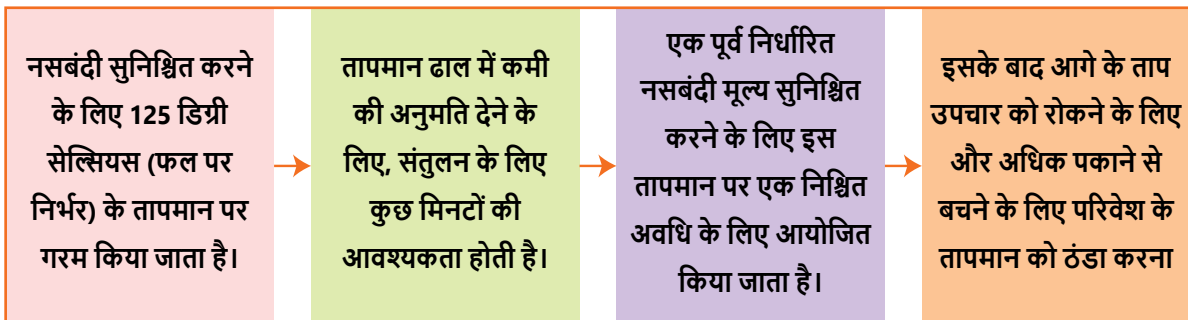 नसबंदी सुनिश्चित करने
के लिए 125 डिग्री
सेल्सियस (फल पर
निर्भर) के तापमान पर
गरम किया जाता है।
तापमान ढाल में कमी
की अनुमति देने के
लिए, संतुलन के लिए
कुछ मिनटों की
आवश्यकता होती है।
एक पूर्व निर्धारित
नसबंदी मूल्य सुनिश्चित
करने के लिए इस
तापमान पर एक निश्चित
अवधि के लिए आयोजित
किया जाता है।
इसके बाद आगे के ताप
उपचार को रोकने के लिए
और अधिक पकाने से
बचने के लिए परिवेश के
तापमान को ठंडा करना